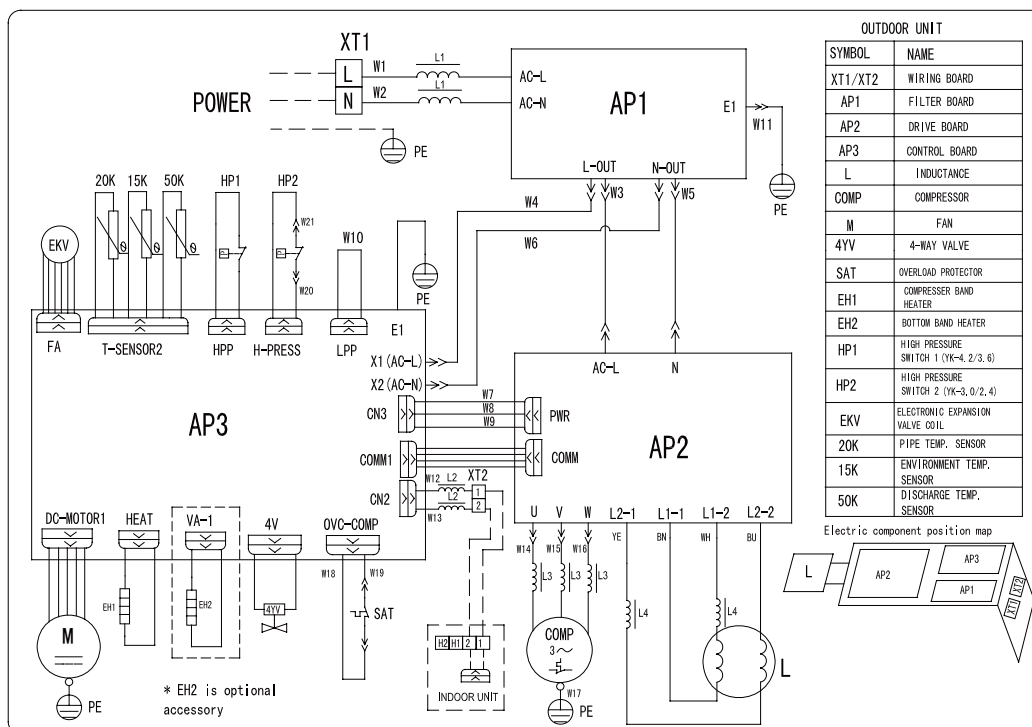 XT1
L
N
W1
W2
L1
L1
POWER
PE
AC-L
AC-N
AP1
E1
W11
PE
L-OUT
N-OUT
W3
W5
W4
W6
20K
15K
50K
HP1
HP2
W21
W20
W10
EKV
P
P
PE
FA
T-SENSOR2
HPP
H-PRESS
LPP
E1
X1(AC-L)
X2(AC-N)
AP3
CN3
W7
W8
W9
PWR
COMM1
COMM
CN2
W12
L2
L2
W13
XT2
1
2
AC-L
N
AP2
U
V
W
L2-1
L1-1
L1-2
L2-2
W14
W15
W16
YE
BN
WH
BU
L3
L3
L3
L4
L4
COMP
3~
W17
PE
L
DC-MOTOR1
HEAT
VA-1
4V
OVC-COMP
W18
W19
EH1
EH2
4YV
SAT
M
PE
* EH2 is optional
accessory
H2 H1 2 1
INDOOR UNIT
OUTDOOR UNIT
SYMBOL NAME
XT1/XT2 WIRING BOARD
AP1 FILTER BOARD
AP2 DRIVE BOARD
AP3 CONTROL BOARD
L INDUCTANCE
COMP COMPRESSOR
M FAN
4YV 4-WAY VALVE
SAT OVERLOAD PROTECTOR
EH1 COMPRESSER BAND
HEATER
EH2 BOTTOM BAND HEATER
HP1 HIGH PRESSURE
SWITCH 1 (YK-4.2/3.6)
HP2 HIGH PRESSURE
SWITCH 2 (YK-3.0/2.4)
EKV ELECTRONIC EXPANSION
VALVE COIL
20K PIPE TEMP. SENSOR
15K ENVIRONMENT TEMP.
SENSOR
50K DISCHARGE TEMP.
SENSOR
Electric component position map
L
AP2
AP3
AP1
XT1
XT2